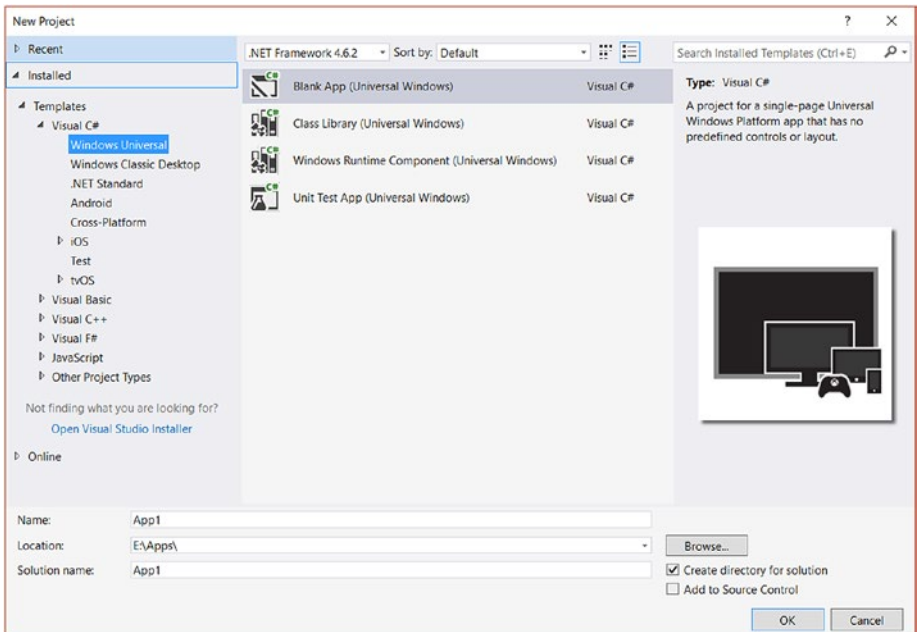 New Project
? ×
Recent
Installed
Templates
Visual C#
Windows Universal
Windows Classic Desktop
.NET Standard
Android
Cross-Platform
iOS
Test
tvOS
Visual Basic
Visual C++
Visual F#
JavaScript
Other Project Types
Not finding what you are looking for?
Open Visual Studio Installer
Online
.NET Framework 4.6.2 Sort by: Default
C# Blank App (Universal Windows) Visual C#
C# Class Library (Universal Windows) Visual C#
C# Windows Runtime Component (Universal Windows) Visual C#
C# Unit Test App (Universal Windows) Visual C#
Search Installed Templates (Ctrl+E)
Type: Visual C#
A project for a single-page Universal
Windows Platform app that has no
predefined controls or layout.
Name: App1
Location: E:\Apps\ Browse...
Solution name: App1
Create directory for solution
Add to Source Control
OK Cancel